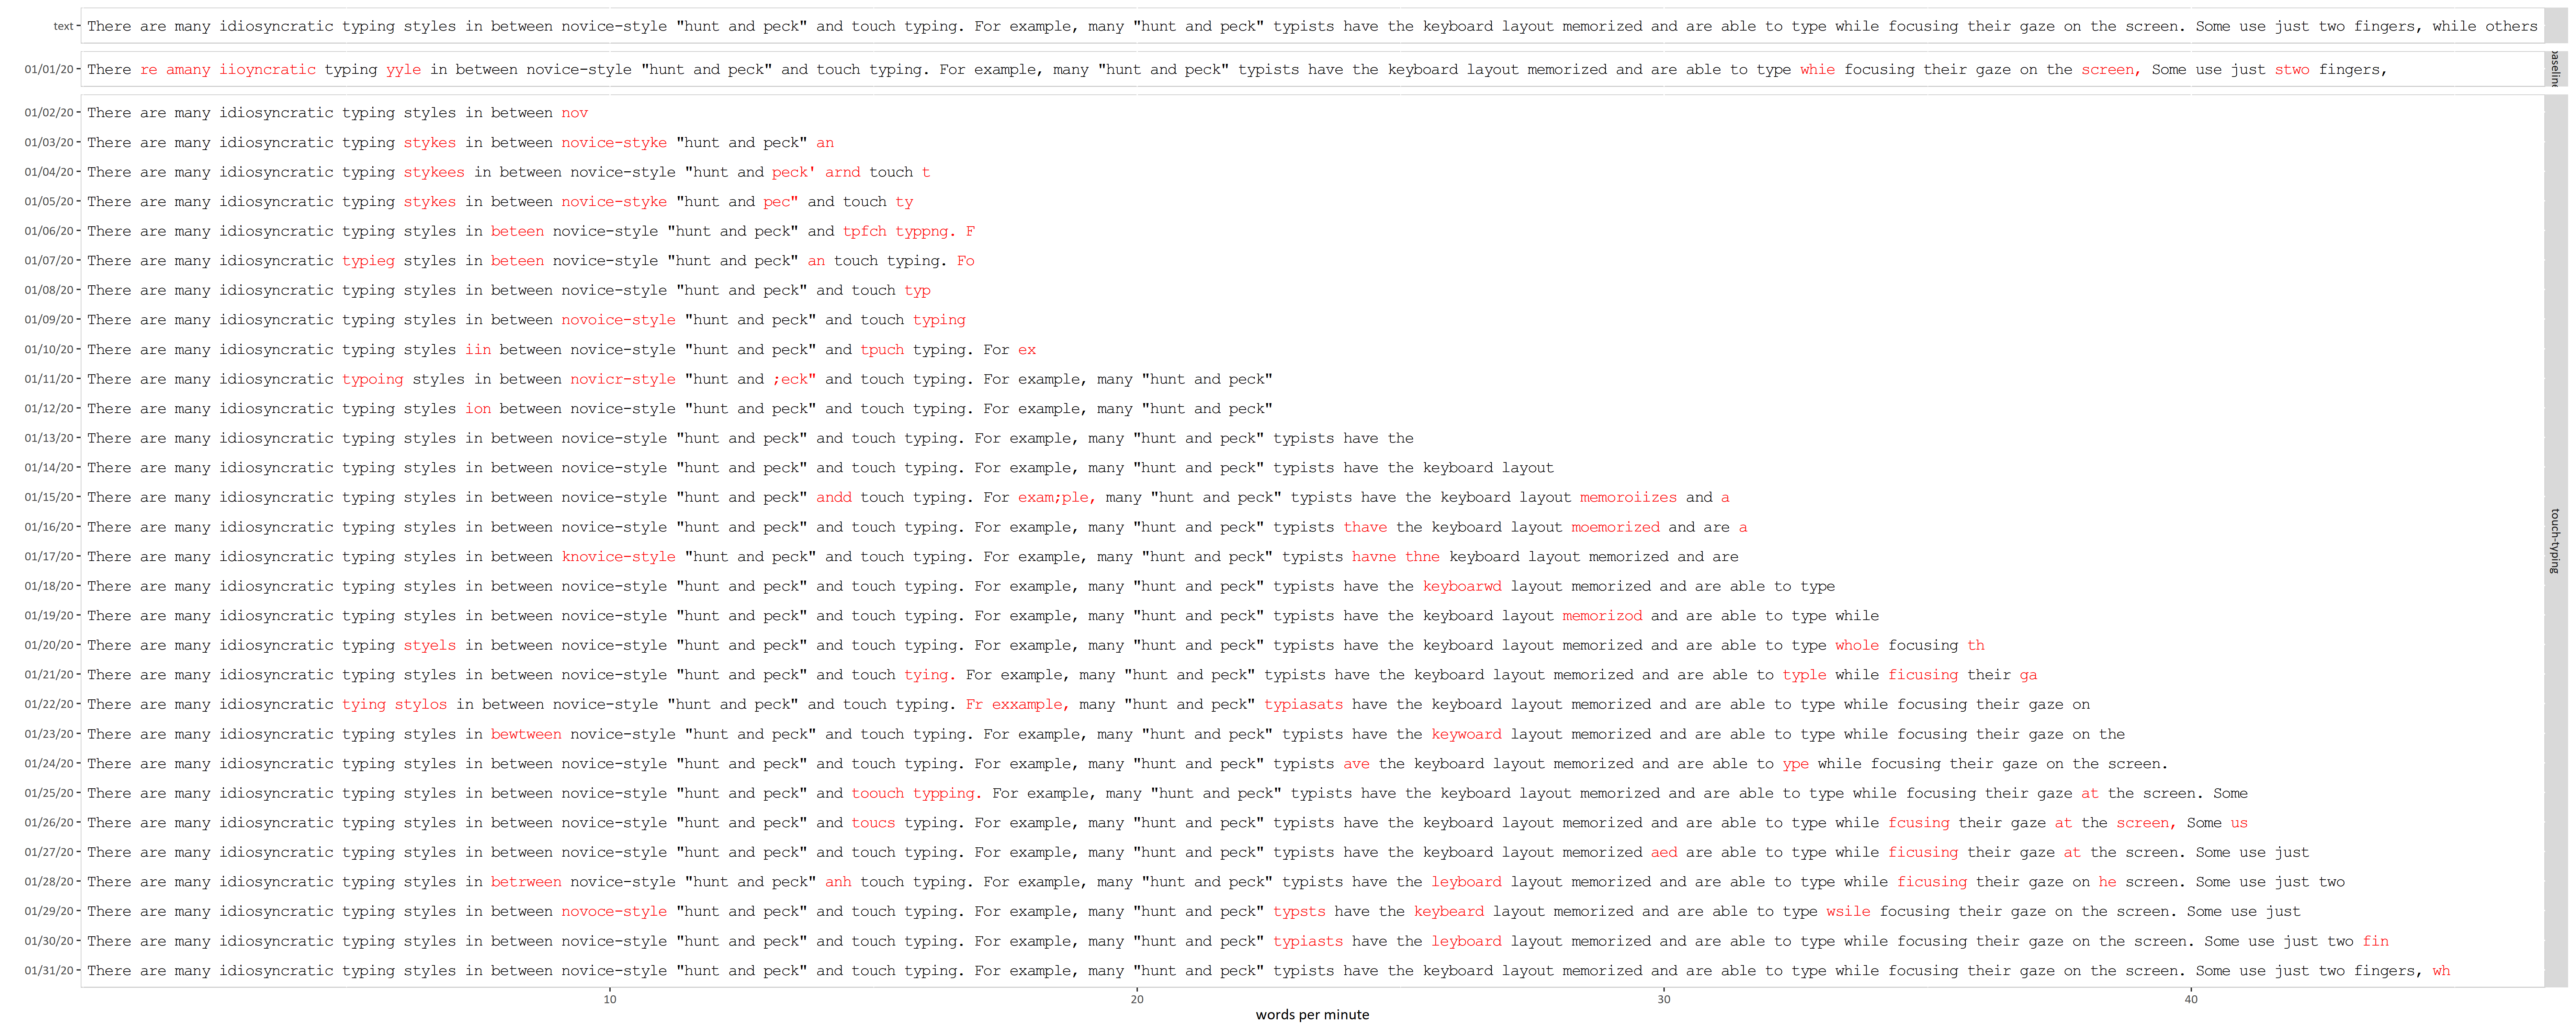 text There are many idiosyncratic typing styles in between novice-style "hunt and peck" and touch typing. For example, many "hunt and peck" typists have the keyboard layout memorized and are able to type while focusing their gaze on the screen. Some use just two fingers, while others
01/01/20 There re amany iioyncratic typing yyle in between novice-style "hunt and peck" and touch typing. For example, many "hunt and peck" typists have the keyboard layout memorized and are able to type whie focusing their gaze on the screen, Some use just stwo fingers,
baseline
01/02/20 There are many idiosyncratic typing styles in between nov
01/03/20 There are many idiosyncratic typing stykes in between novice-styke "hunt and peck" an
01/04/20 There are many idiosyncratic typing stykees in between novice-style "hunt and peck' arnd touch t
01/05/20 There are many idiosyncratic typing stykes in between novice-styke "hunt and pec" and touch ty
01/06/20 There are many idiosyncratic typing styles in beteen novice-style "hunt and peck" and tpfch typpng. F
01/07/20 There are many idiosyncratic typieg styles in beteen novice-style "hunt and peck" an touch typing. Fo
01/08/20 There are many idiosyncratic typing styles in between novice-style "hunt and peck" and touch typ
01/09/20 There are many idiosyncratic typing styles in between novoice-style "hunt and peck" and touch typing
01/10/20 There are many idiosyncratic typing styles iin between novice-style "hunt and peck" and tpuch typing. For ex
01/11/20 There are many idiosyncratic typoing styles in between novicr-style "hunt and ;eck" and touch typing. For example, many "hunt and peck"
01/12/20 There are many idiosyncratic typing styles ion between novice-style "hunt and peck" and touch typing. For example, many "hunt and peck"
01/13/20 There are many idiosyncratic typing styles in between novice-style "hunt and peck" and touch typing. For example, many "hunt and peck" typists have the
01/14/20 There are many idiosyncratic typing styles in between novice-style "hunt and peck" and touch typing. For example, many "hunt and peck" typists have the keyboard layout
01/15/20 There are many idiosyncratic typing styles in between novice-style "hunt and peck" andd touch typing. For exam;ple, many "hunt and peck" typists have the keyboard layout memoroiizes and a
01/16/20 There are many idiosyncratic typing styles in between novice-style "hunt and peck" and touch typing. For example, many "hunt and peck" typists thave the keyboard layout moemorized and are a
01/17/20 There are many idiosyncratic typing styles in between knovice-style "hunt and peck" and touch typing. For example, many "hunt and peck" typists havne thne keyboard layout memorized and are
01/18/20 There are many idiosyncratic typing styles in between novice-style "hunt and peck" and touch typing. For example, many "hunt and peck" typists have the keyboarwd layout memorized and are able to type
01/19/20 There are many idiosyncratic typing styles in between novice-style "hunt and peck" and touch typing. For example, many "hunt and peck" typists have the keyboard layout memorizod and are able to type while
01/20/20 There are many idiosyncratic typing styels in between novice-style "hunt and peck" and touch typing. For example, many "hunt and peck" typists have the keyboard layout memorized and are able to type whole focusing th
01/21/20 There are many idiosyncratic typing styles in between novice-style "hunt and peck" and touch tying. For example, many "hunt and peck" typists have the keyboard layout memorized and are able to typle while ficusing their ga
01/22/20 There are many idiosyncratic tying stylos in between novice-style "hunt and peck" and touch typing. Fr exxample, many "hunt and peck" typiasats have the keyboard layout memorized and are able to type while focusing their gaze on
01/23/20 There are many idiosyncratic typing styles in bewtween novice-style "hunt and peck" and touch typing. For example, many "hunt and peck" typists have the keywoard layout memorized and are able to type while focusing their gaze on the
01/24/20 There are many idiosyncratic typing styles in between novice-style "hunt and peck" and touch typing. For example, many "hunt and peck" typists ave the keyboard layout memorized and are able to ype while focusing their gaze on the screen.
01/25/20 There are many idiosyncratic typing styles in between novice-style "hunt and peck" and toouch typping. For example, many "hunt and peck" typists have the keyboard layout memorized and are able to type while focusing their gaze at the screen. Some
01/26/20 There are many idiosyncratic typing styles in between novice-style "hunt and peck" and toucs typing. For example, many "hunt and peck" typists have the keyboard layout memorized and are able to type while fcusing their gaze at the screen, Some us
01/27/20 There are many idiosyncratic typing styles in between novice-style "hunt and peck" and touch typing. For example, many "hunt and peck" typists have the keyboard layout memorized aed are able to type while ficusing their gaze at the screen. Some use just
01/28/20 There are many idiosyncratic typing styles in betrween novice-style "hunt and peck" anh touch typing. For example, many "hunt and peck" typists have the leyboard layout memorized and are able to type while ficusing their gaze on he screen. Some use just two
01/29/20 There are many idiosyncratic typing styles in between novoce-style "hunt and peck" and touch typing. For example, many "hunt and peck" typsts have the keybeard layout memorized and are able to type wsile focusing their gaze on the screen. Some use just
01/30/20 There are many idiosyncratic typing styles in between novice-style "hunt and peck" and touch typing. For example, many "hunt and peck" typiasts have the leyboard layout memorized and are able to type while focusing their gaze on the screen. Some use just two fin
01/31/20 There are many idiosyncratic typing styles in between novice-style "hunt and peck" and touch typing. For example, many "hunt and peck" typists have the keyboard layout memorized and are able to type while focusing their gaze on the screen. Some use just two fingers, wh
touch-typing
10 20 30 40
words per minute